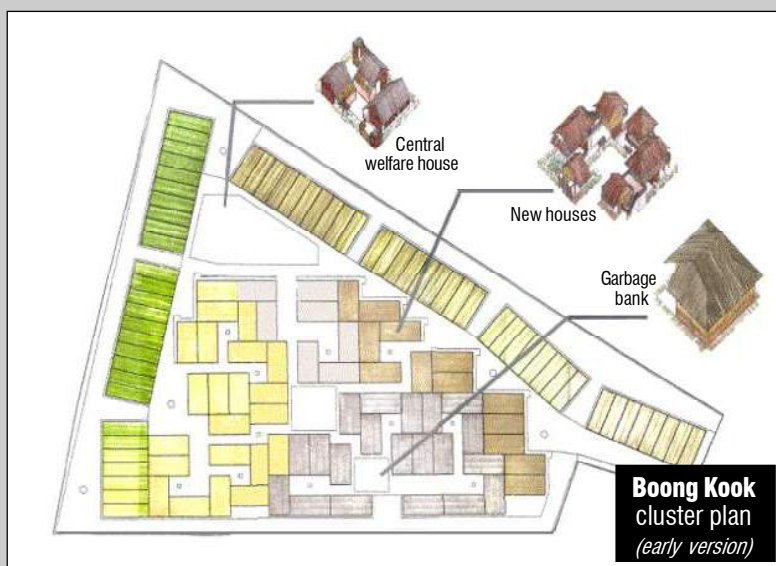 Central
welfare house
New houses
Garbage
bank
Boong Kook
cluster plan
(early version)